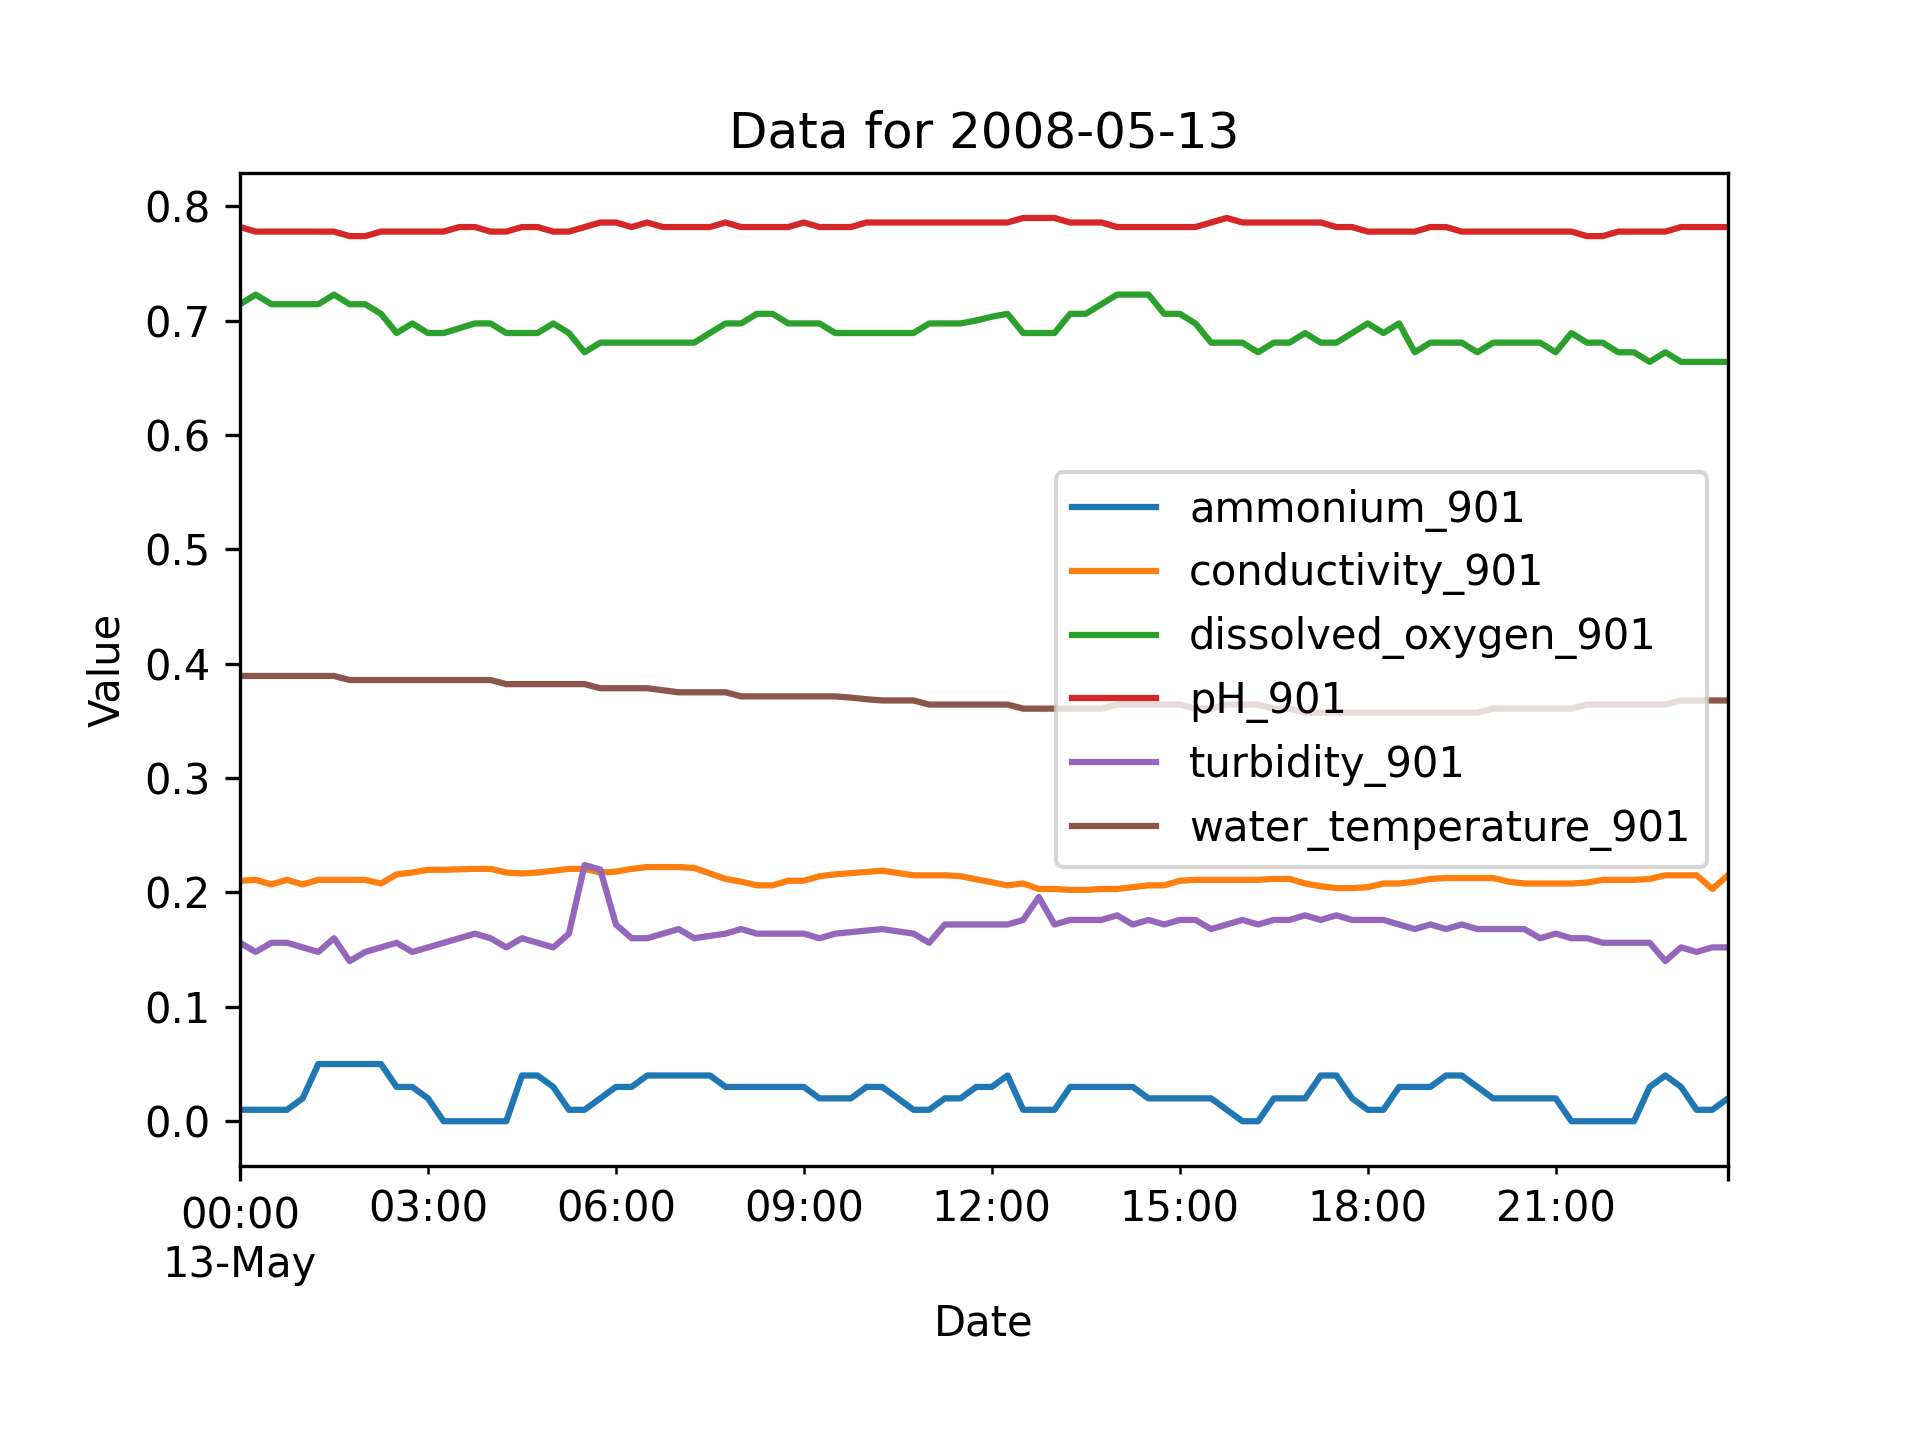 Data for 2008-05-13
0.8
0.7
0.6
0.5
0.4
0.3
0.2
0.1
0.0
Value
ammonium_901
conductivity_901
dissolved_oxygen_901
pH_901
turbidity_901
water_temperature_901
00:00 03:00 06:00 09:00 12:00 15:00 18:00 21:00
13-May
Date